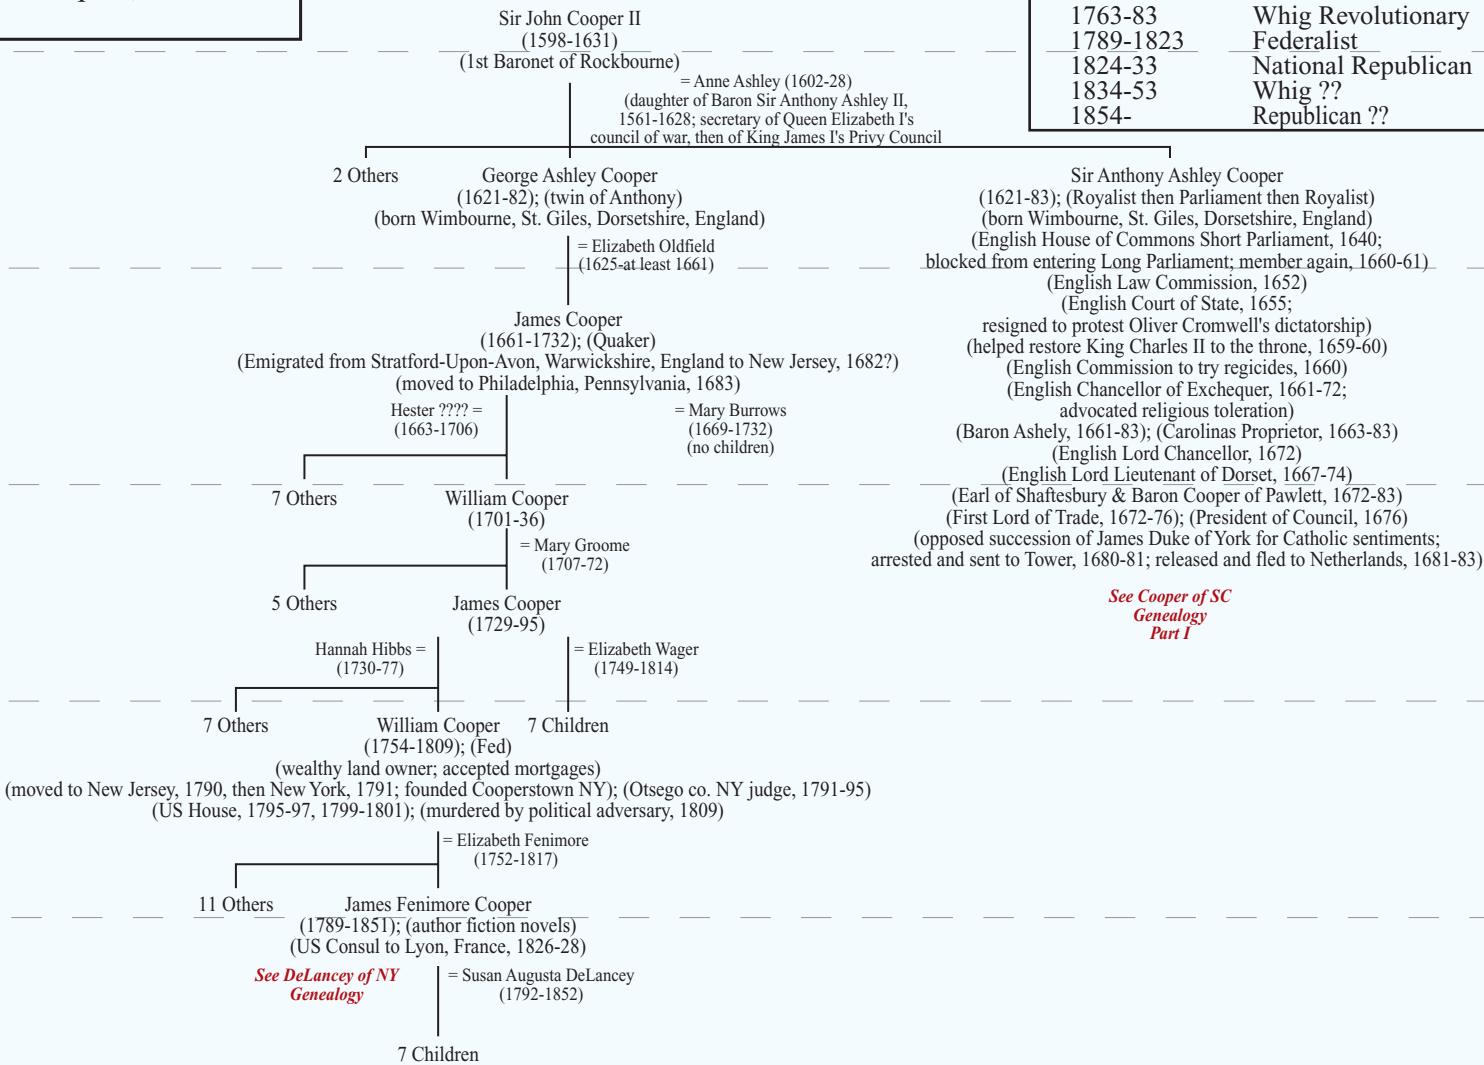 1763-83 Whig Revolutionary
1789-1823 Federalist
1824-33 National Republican
1834-53 Whig ??
1854- Republican ??
Sir John Cooper II
(1598-1631)
(1st Baronet of Rockbourne)
= Anne Ashley (1602-28)
(daughter of Baron Sir Anthony Ashley II,
1561-1628; secretary of Queen Elizabeth I's
council of war, then of King James I's Privy Council
2 Others
George Ashley Cooper
(1621-82); (twin of Anthony)
(born Wimbourne, St. Giles, Dorsetshire, England)
= Elizabeth Oldfield
(1625-at least 1661)
Sir Anthony Ashley Cooper
(1621-83); (Royalist then Parliament then Royalist)
(born Wimbourne, St. Giles, Dorsetshire, England)
(English House of Commons Short Parliament, 1640;
blocked from entering Long Parliament; member again, 1660-61)
(English Law Commission, 1652)
(English Court of State, 1655;
resigned to protest Oliver Cromwell's dictatorship)
(helped restore King Charles II to the throne, 1659-60)
(English Commission to try regicides, 1660)
(English Chancellor of Exchequer, 1661-72;
advocated religious toleration)
(Baron Ashely, 1661-83); (Carolinas Proprietor, 1663-83)
(English Lord Chancellor, 1672)
(English Lord Lieutenant of Dorset, 1667-74)
(Earl of Shaftesbury & Baron Cooper of Pawlett, 1672-83)
(First Lord of Trade, 1672-76); (President of Council, 1676)
(opposed succession of James Duke of York for Catholic sentiments;
arrested and sent to Tower, 1680-81; released and fled to Netherlands, 1681-83)
See Cooper of SC
Genealogy
Part I
James Cooper
(1661-1732); (Quaker)
(Emigrated from Stratford-Upon-Avon, Warwickshire, England to New Jersey, 1682?)
(moved to Philadelphia, Pennsylvania, 1683)
Hester ???? =
(1663-1706)
= Mary Burrows
(1669-1732)
(no children)
7 Others
William Cooper
(1701-36)
= Mary Groome
(1707-72)
5 Others
James Cooper
(1729-95)
Hannah Hibbs =
(1730-77)
= Elizabeth Wager
(1749-1814)
7 Others
William Cooper
7 Children
(1754-1809); (Fed)
(wealthy land owner; accepted mortgages)
(moved to New Jersey, 1790, then New York, 1791; founded Cooperstown NY); (Otsego co. NY judge, 1791-95)
(US House, 1795-97, 1799-1801); (murdered by political adversary, 1809)
= Elizabeth Fenimore
(1752-1817)
11 Others
James Fenimore Cooper
(1789-1851); (author fiction novels)
(US Consul to Lyon, France, 1826-28)
See DeLancey of NY
Genealogy
= Susan Augusta DeLancey
(1792-1852)
7 Children